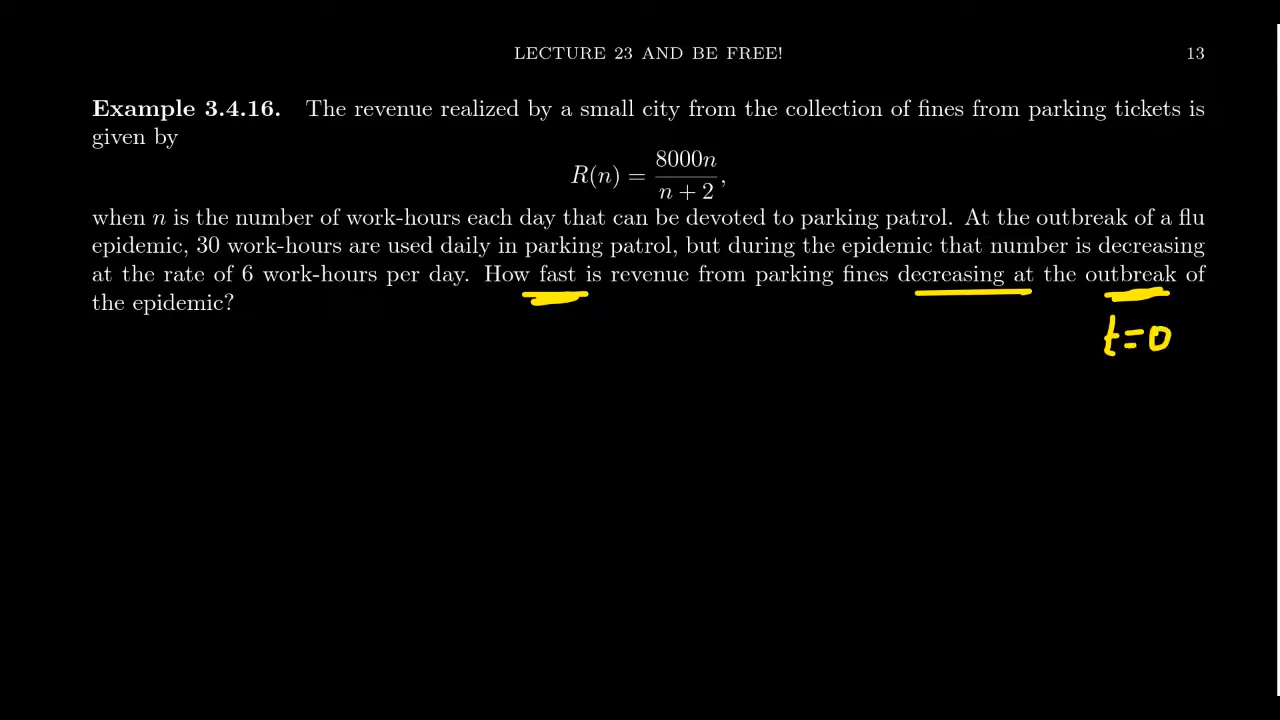 LECTURE 23 AND BE FREE! 13
Example 3.4.16. The revenue realized by a small city from the collection of fines from parking tickets is
given by
R(n) = 8000n / (n + 2),
when n is the number of work-hours each day that can be devoted to parking patrol. At the outbreak of a flu
epidemic, 30 work-hours are used daily in parking patrol, but during the epidemic that number is decreasing
at the rate of 6 work-hours per day. How fast is revenue from parking fines decreasing at the outbreak of
the epidemic?
t=0